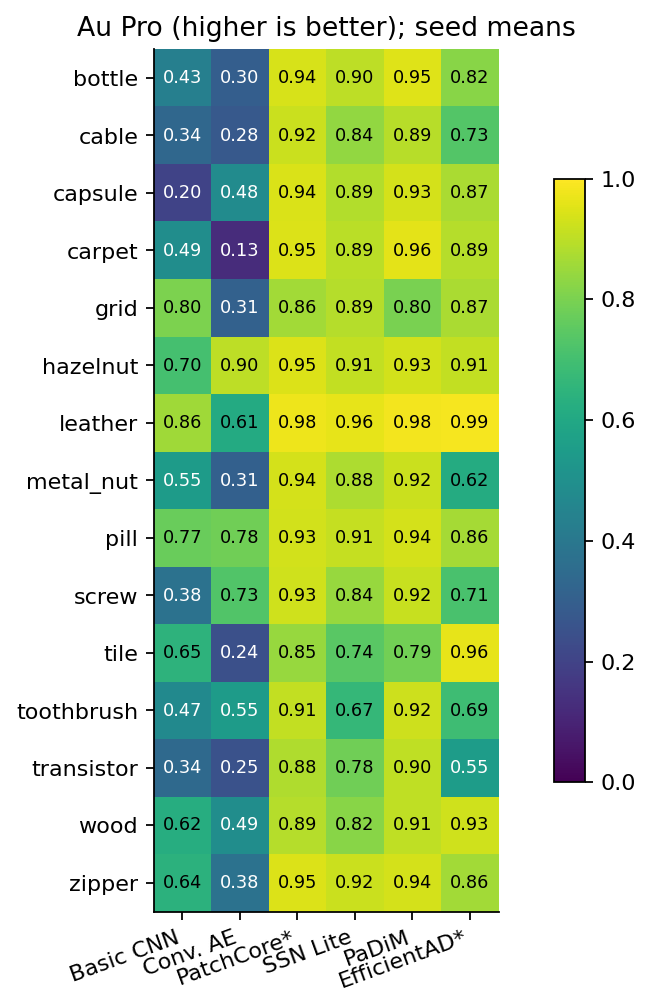 Au Pro (higher is better); seed means
bottle 0.43 0.30 0.94 0.90 0.95 0.82
cable 0.34 0.28 0.92 0.84 0.89 0.73
capsule 0.20 0.48 0.94 0.89 0.93 0.87
carpet 0.49 0.13 0.95 0.89 0.96 0.89
grid 0.80 0.31 0.86 0.89 0.80 0.87
hazelnut 0.70 0.90 0.95 0.91 0.93 0.91
leather 0.86 0.61 0.98 0.96 0.98 0.99
metal_nut 0.55 0.31 0.94 0.88 0.92 0.62
pill 0.77 0.78 0.93 0.91 0.94 0.86
screw 0.38 0.73 0.93 0.84 0.92 0.71
tile 0.65 0.24 0.85 0.74 0.79 0.96
toothbrush 0.47 0.55 0.91 0.67 0.92 0.69
transistor 0.34 0.25 0.88 0.78 0.90 0.55
wood 0.62 0.49 0.89 0.82 0.91 0.93
zipper 0.64 0.38 0.95 0.92 0.94 0.86
Basic CNN
Conv. AE
PatchCore*
SSN Lite
PaDiM
EfficientAD*
1.0
0.8
0.6
0.4
0.2
0.0